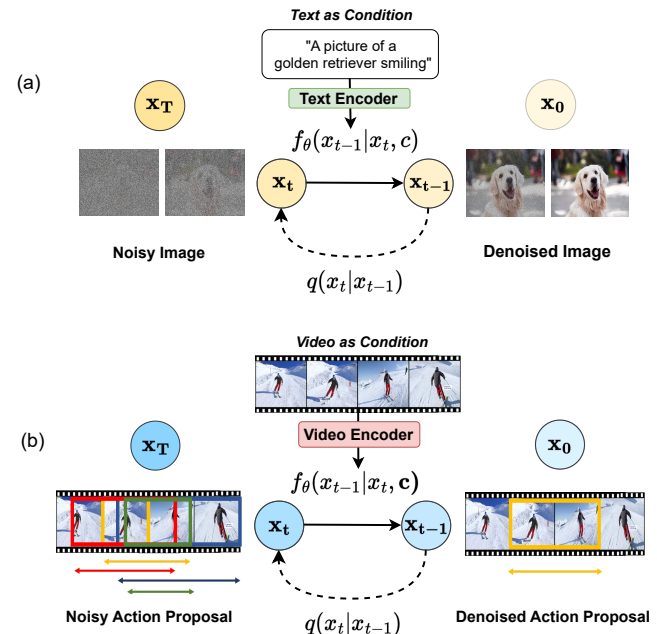 Text as Condition
"A picture of a
golden retriever smiling"
(a)
Text Encoder
x_T
x_0
f_θ(x_{t-1}|x_t, c)
x_t
x_{t-1}
Noisy Image
Denoised Image
q(x_t|x_{t-1})
Video as Condition
Video Encoder
(b)
x_T
x_0
f_θ(x_{t-1}|x_t, c)
x_t
x_{t-1}
Noisy Action Proposal
Denoised Action Proposal
q(x_t|x_{t-1})